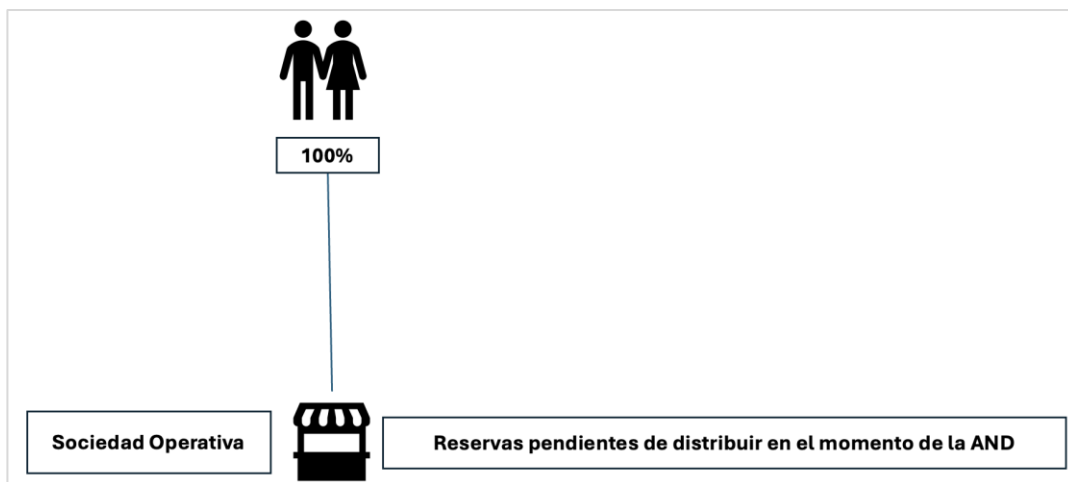 100%
Sociedad Operativa
Reservas pendientes de distribuir en el momento de la AND